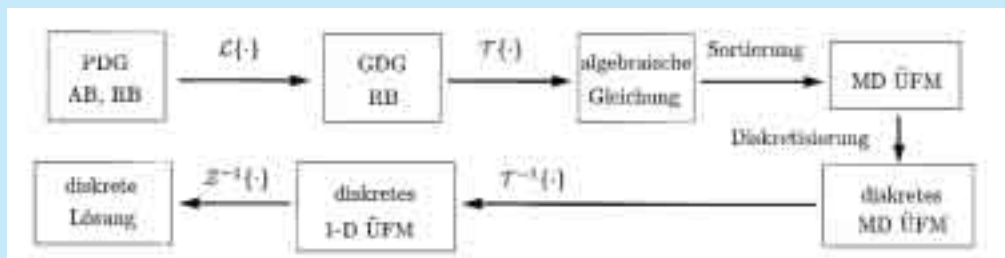 PDG
AB, RB
𝓛{·}
GDG
RB
𝒯{·}
algebraische
Gleichung
Sortierung
MD ÜFM
Diskretisierung
diskrete
Lösung
𝒵⁻¹{·}
diskretes
1-D ÜFM
𝒯⁻¹{·}
diskretes
MD ÜFM